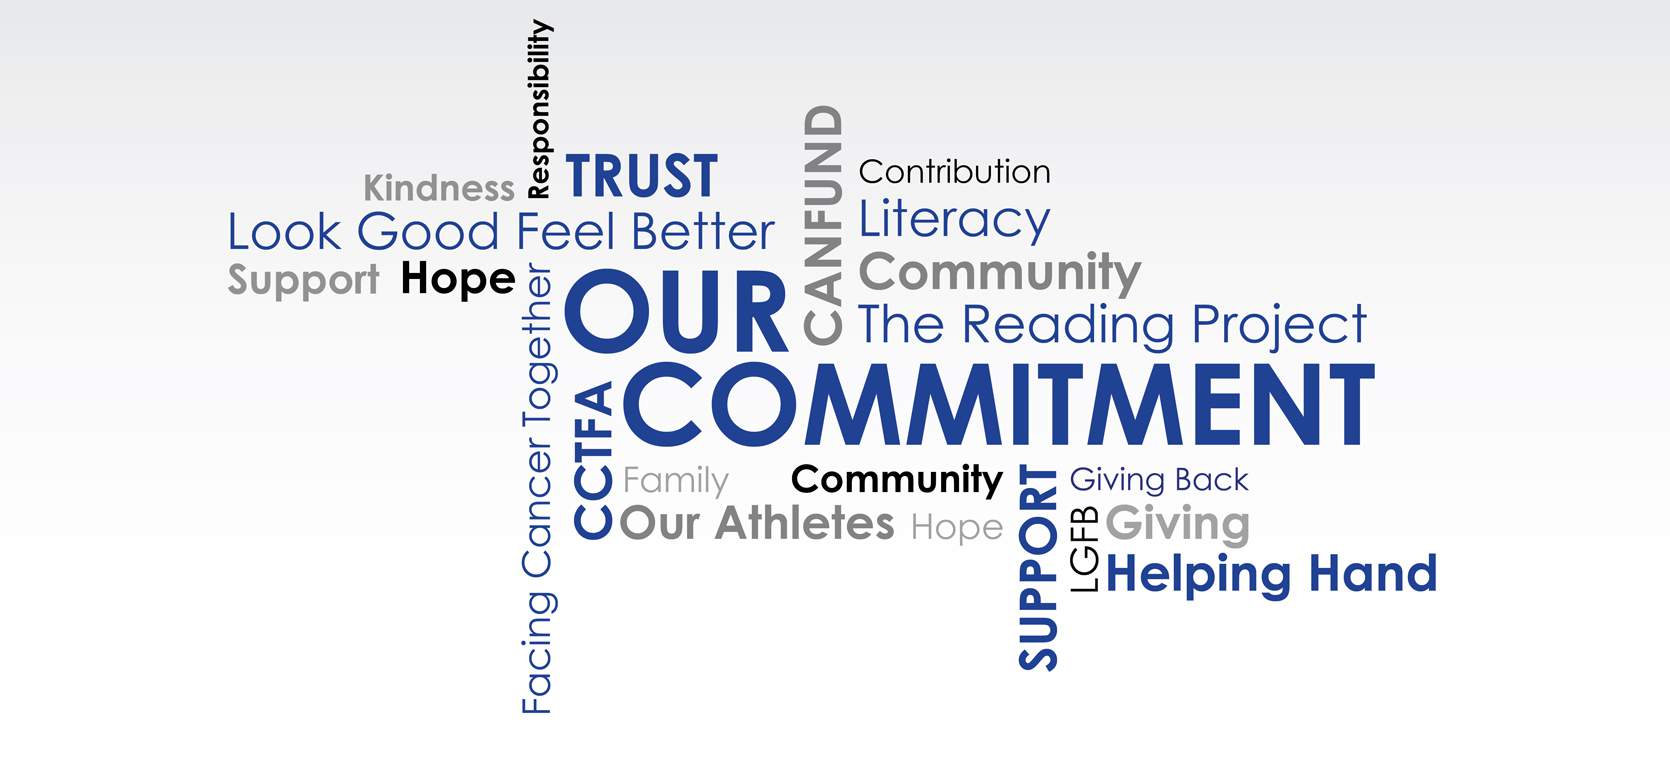 Responsibility
Kindness
TRUST
Look Good Feel Better
Support
Hope
Facing Cancer Together
OUR
CANFUND
Contribution
Literacy
Community
The Reading Project
COMMITMENT
CCTFA
Family
Community
Our Athletes
Hope
SUPPORT
Giving Back
LGFB
Giving
Helping Hand